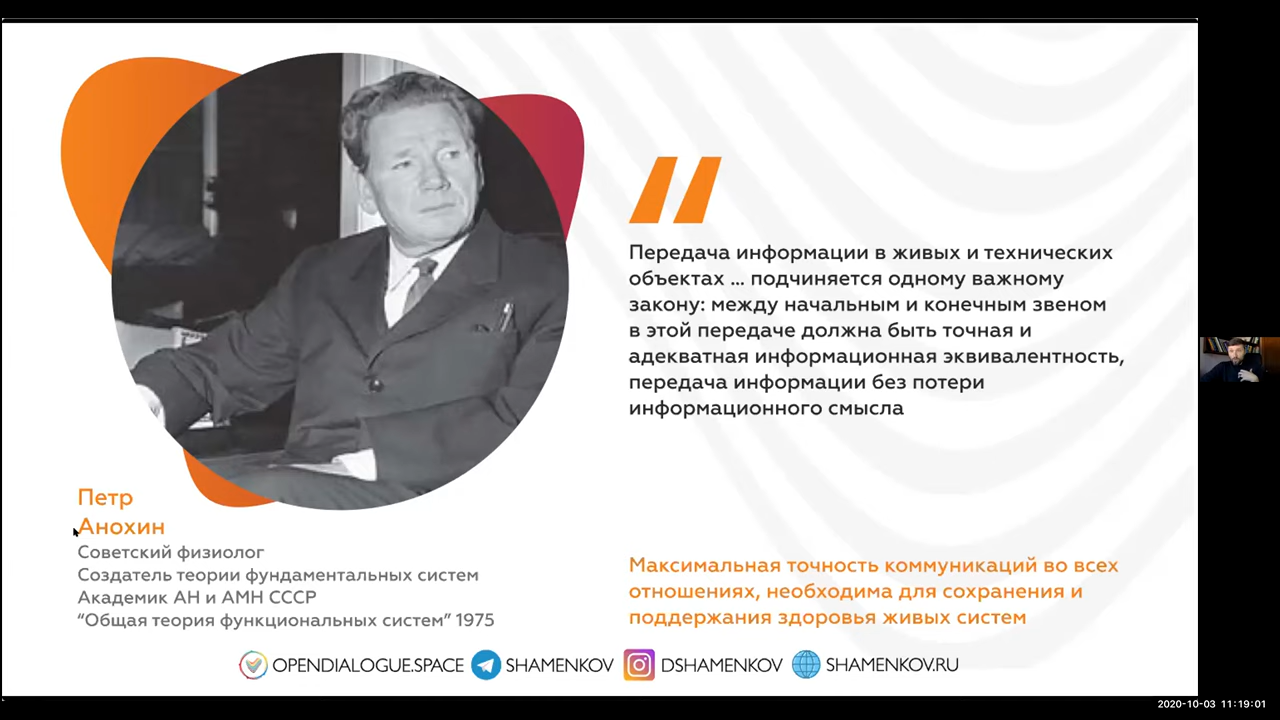 Передача информации в живых и технических
объектах ... подчиняется одному важному
закону: между начальным и конечным звеном
в этой передаче должна быть точная и
адекватная информационная эквивалентность,
передача информации без потери
информационного смысла
Петр
Анохин
Советский физиолог
Создатель теории фундаментальных систем
Академик АН и АМН СССР
“Общая теория функциональных систем” 1975
Максимальная точность коммуникаций во всех
отношениях, необходима для сохранения и
поддержания здоровья живых систем
OPENDIALOGUE.SPACE SHAMENKOV DSHAMENKOV SHAMENKOV.RU
2020-10-03 11:19:01